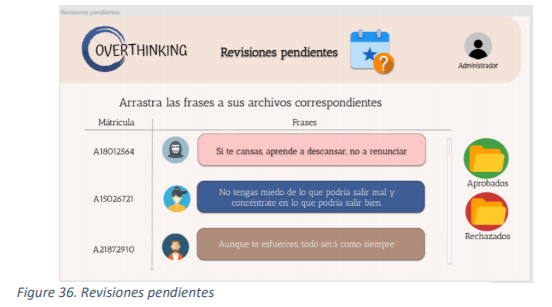 Revisiones pendientes
OVERTHINKING
Revisiones pendientes
?
Administrador
Arrastra las frases a sus archivos correspondientes
Mátricula
Frases
A18012564
Si te cansas, aprende a descansar, no a renunciar
A15026721
No tengas miedo de lo que podría salir mal y
concéntrate en lo que podría salir bien.
A21872910
Aunque te esfuerces, todo será como siempre
Aprobados
Rechazados
Figure 36. Revisiones pendientes